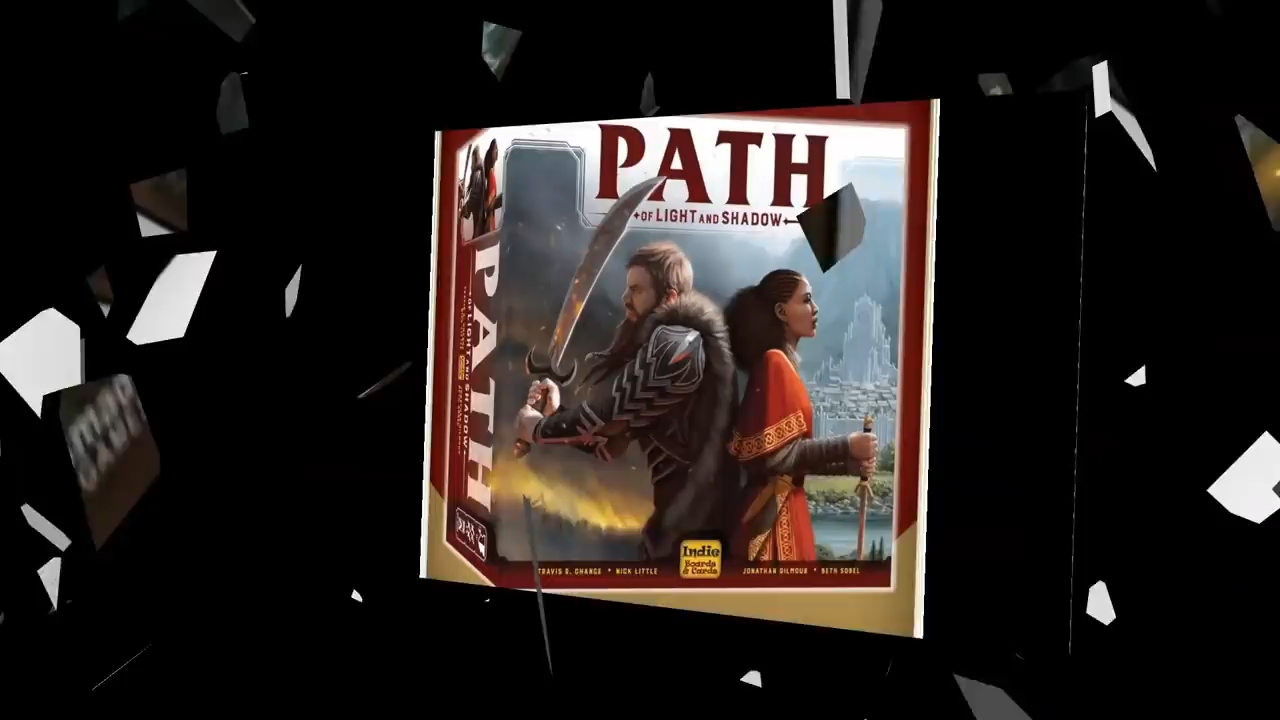 PATH
OF LIGHT AND SHADOW
PATH
OF LIGHT AND SHADOW
Indie
Boards
& Cards
TRAVIS R. CHANCE • NICK LITTLE
JONATHAN GILMOUR • BETH SOBEL